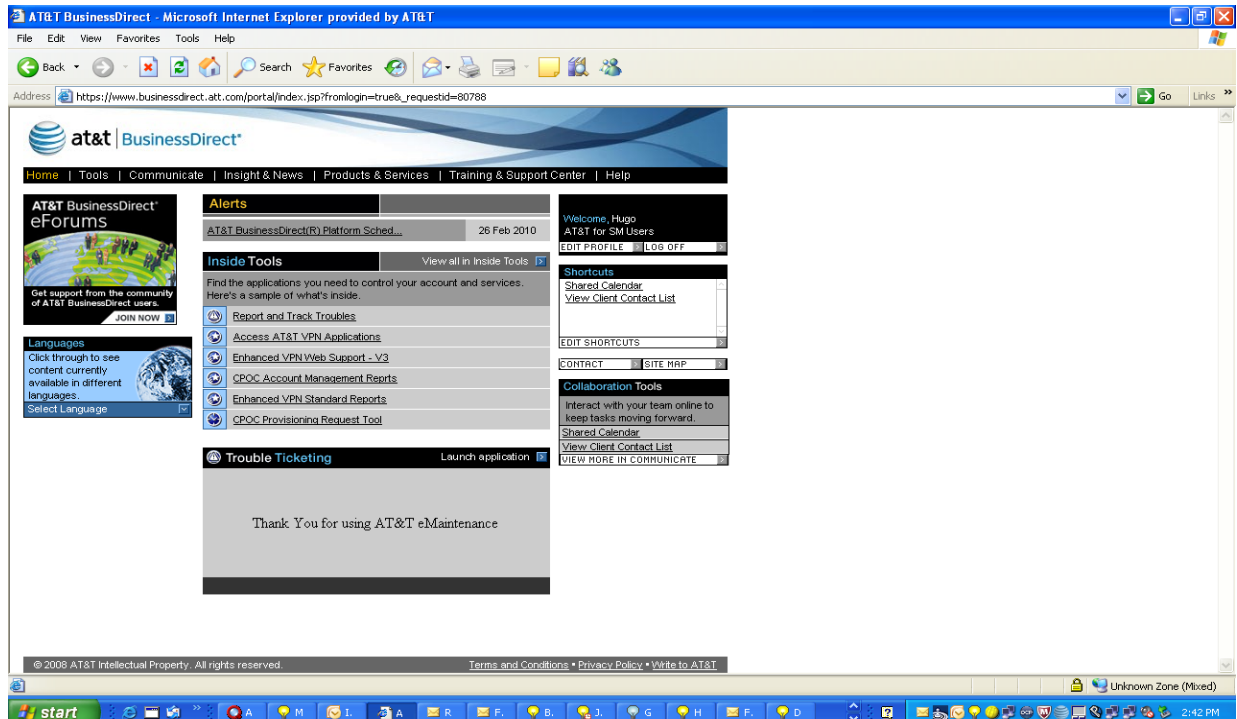 AT&T BusinessDirect - Microsoft Internet Explorer provided by AT&T
File Edit View Favorites Tools Help
Back Search Favorites
Address https://www.businessdirect.att.com/portal/index.jsp?fromlogin=true&_requestid=80788 Go Links »
at&t | BusinessDirect®
Home | Tools | Communicate | Insight & News | Products & Services | Training & Support Center | Help
AT&T BusinessDirect®
eForums
Get support from the community
of AT&T BusinessDirect users.
JOIN NOW
Languages
Click through to see
content currently
available in different
languages.
Select Language
Alerts
AT&T BusinessDirect(R) Platform Sched... 26 Feb 2010
Inside Tools View all in Inside Tools
Find the applications you need to control your account and services.
Here's a sample of what's inside.
Report and Track Troubles
Access AT&T VPN Applications
Enhanced VPN Web Support - V3
CPOC Account Management Reprts
Enhanced VPN Standard Reports
CPOC Provisioning Request Tool
Trouble Ticketing Launch application
Thank You for using AT&T eMaintenance
Welcome, Hugo
AT&T for SM Users
EDIT PROFILE LOG OFF
Shortcuts
Shared Calendar
View Client Contact List
EDIT SHORTCUTS
CONTACT SITE MAP
Collaboration Tools
Interact with your team online to
keep tasks moving forward.
Shared Calendar
View Client Contact List
VIEW MORE IN COMMUNICATE
© 2008 AT&T Intellectual Property. All rights reserved. Terms and Conditions • Privacy Policy • Write to AT&T
Unknown Zone (Mixed)
start » A M I. A R F. B. J. G H F. D 2:42 PM